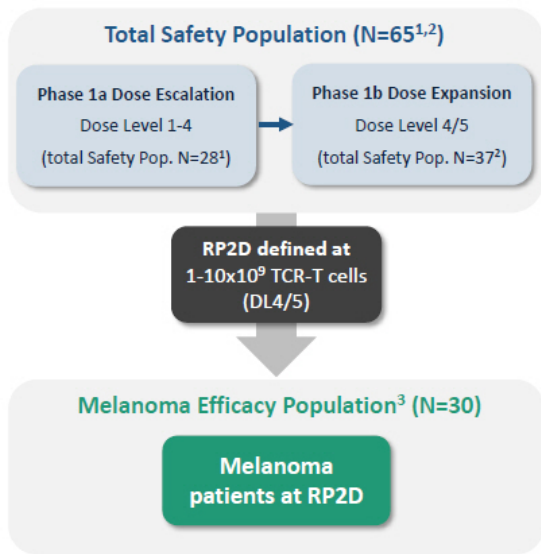 Total Safety Population (N=65¹,²)
Phase 1a Dose Escalation
Dose Level 1-4
(total Safety Pop. N=28¹)
Phase 1b Dose Expansion
Dose Level 4/5
(total Safety Pop. N=37²)
RP2D defined at
1-10x10⁹ TCR-T cells
(DL4/5)
Melanoma Efficacy Population³ (N=30)
Melanoma
patients at RP2D